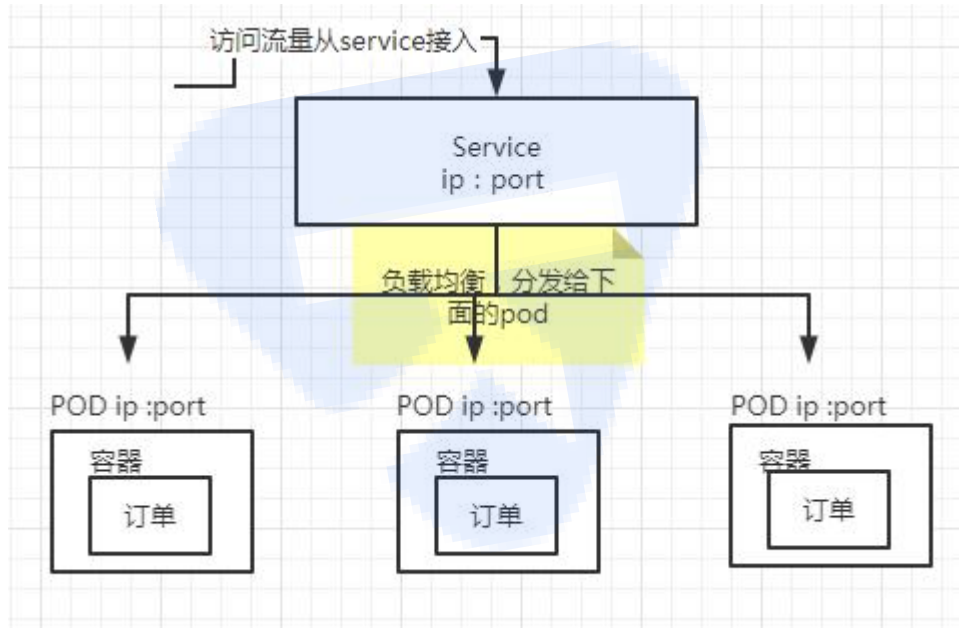 访问流量从service接入
Service
ip：port
负载均衡，分发给下
面的pod
POD ip :port
POD ip :port
POD ip :port
容器
容器
容器
订单
订单
订单